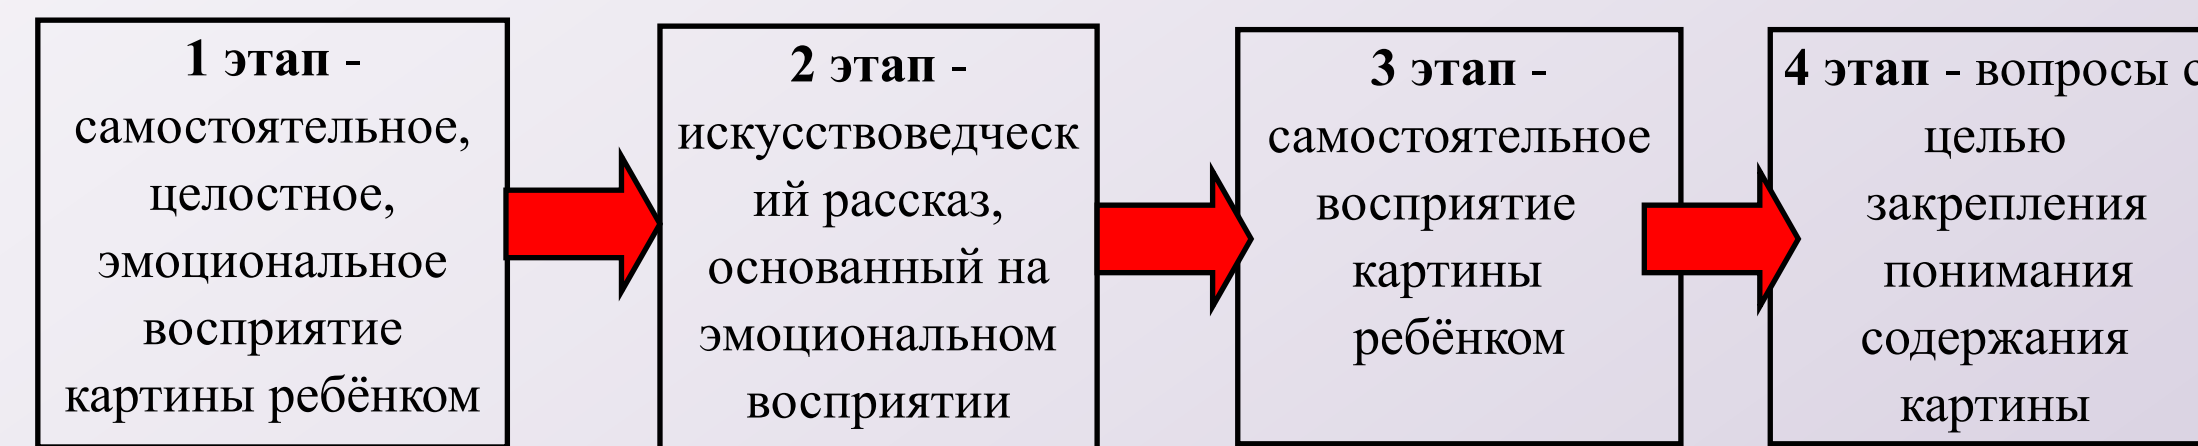 1 этап -
самостоятельное,
целостное,
эмоциональное
восприятие
картины ребёнком
2 этап -
искусствоведческ
ий рассказ,
основанный на
эмоциональном
восприятии
3 этап -
самостоятельное
восприятие
картины
ребёнком
4 этап - вопросы с
целью
закрепления
понимания
содержания
картины